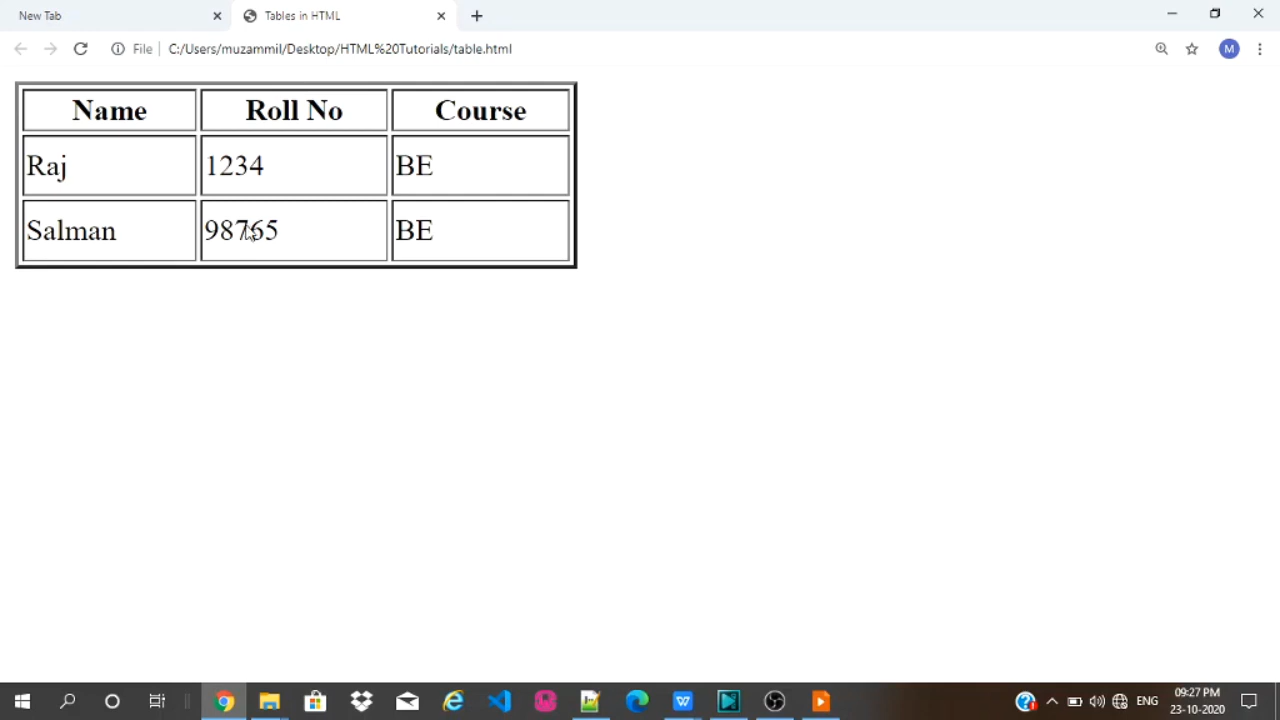 New Tab
Tables in HTML
File C:/Users/muzammil/Desktop/HTML%20Tutorials/table.html M
Name Roll No Course
Raj 1234 BE
Salman 98765 BE
ENG 09:27 PM
23-10-2020